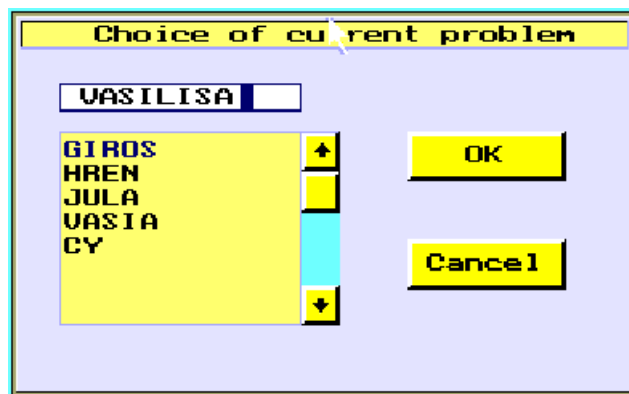 Choice of current problem
VASILISA
GIROS
HREN
JULA
VASIA
CY
OK
Cancel